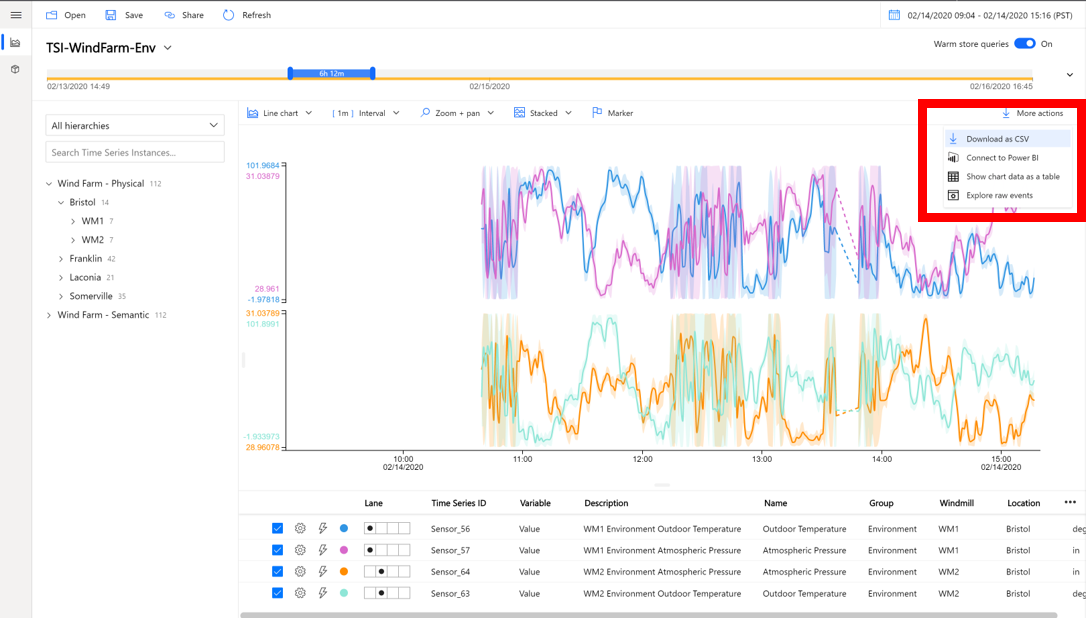 Open Save Share Refresh 02/14/2020 09:04 - 02/14/2020 15:16 (PST)
TSI-WindFarm-Env Warm store queries On
6h 12m
02/13/2020 14:49 02/15/2020 02/16/2020 16:45
Line chart [ 1m ] Interval Zoom + pan Stacked Marker More actions
All hierarchies
Search Time Series Instances...
Wind Farm - Physical 112
Bristol 14
WM1 7
WM2 7
Franklin 42
Laconia 21
Somerville 35
Wind Farm - Semantic 112
Download as CSV
Connect to Power BI
Show chart data as a table
Explore raw events
101.9684
31.03879
28.961
-1.97818
31.03789
101.8991
-1.933973
28.96078
10:00 11:00 12:00 13:00 14:00 15:00
02/14/2020 02/14/2020
Lane Time Series ID Variable Description Name Group Windmill Location •••
Sensor_56 Value WM1 Environment Outdoor Temperature Outdoor Temperature Environment WM1 Bristol deg
Sensor_57 Value WM1 Environment Atmospheric Pressure Atmospheric Pressure Environment WM1 Bristol in
Sensor_64 Value WM2 Environment Atmospheric Pressure Atmospheric Pressure Environment WM2 Bristol in
Sensor_63 Value WM2 Environment Outdoor Temperature Outdoor Temperature Environment WM2 Bristol deg